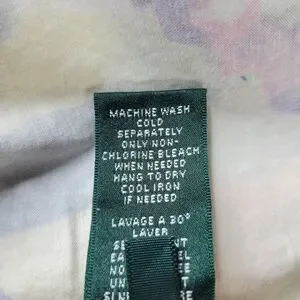 MACHINE WASH
COLD
SEPARATELY
ONLY NON-
CHLORINE BLEACH
WHEN NEEDED
HANG TO DRY
COOL IRON
IF NEEDED
LAVAGE A 30°
LAVER